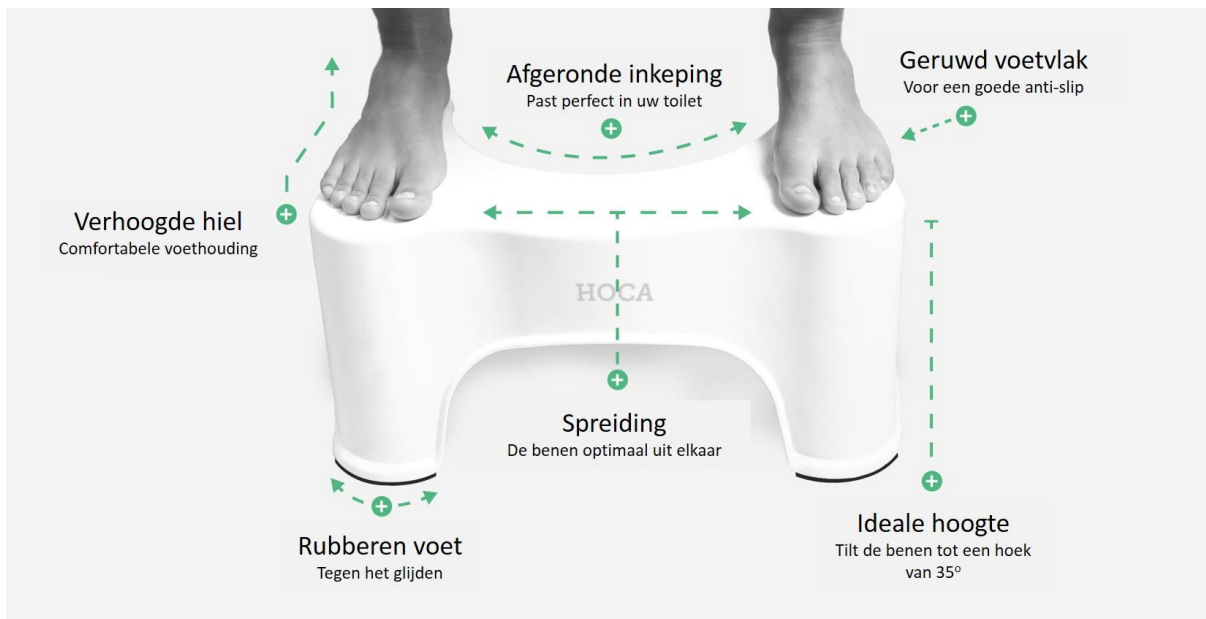 Afgeronde inkeping
Past perfect in uw toilet
Geruwd voetvlak
Voor een goede anti-slip
Verhoogde hiel
Comfortabele voethouding
HOCA
Spreiding
De benen optimaal uit elkaar
Rubberen voet
Tegen het glijden
Ideale hoogte
Tilt de benen tot een hoek
van 35°